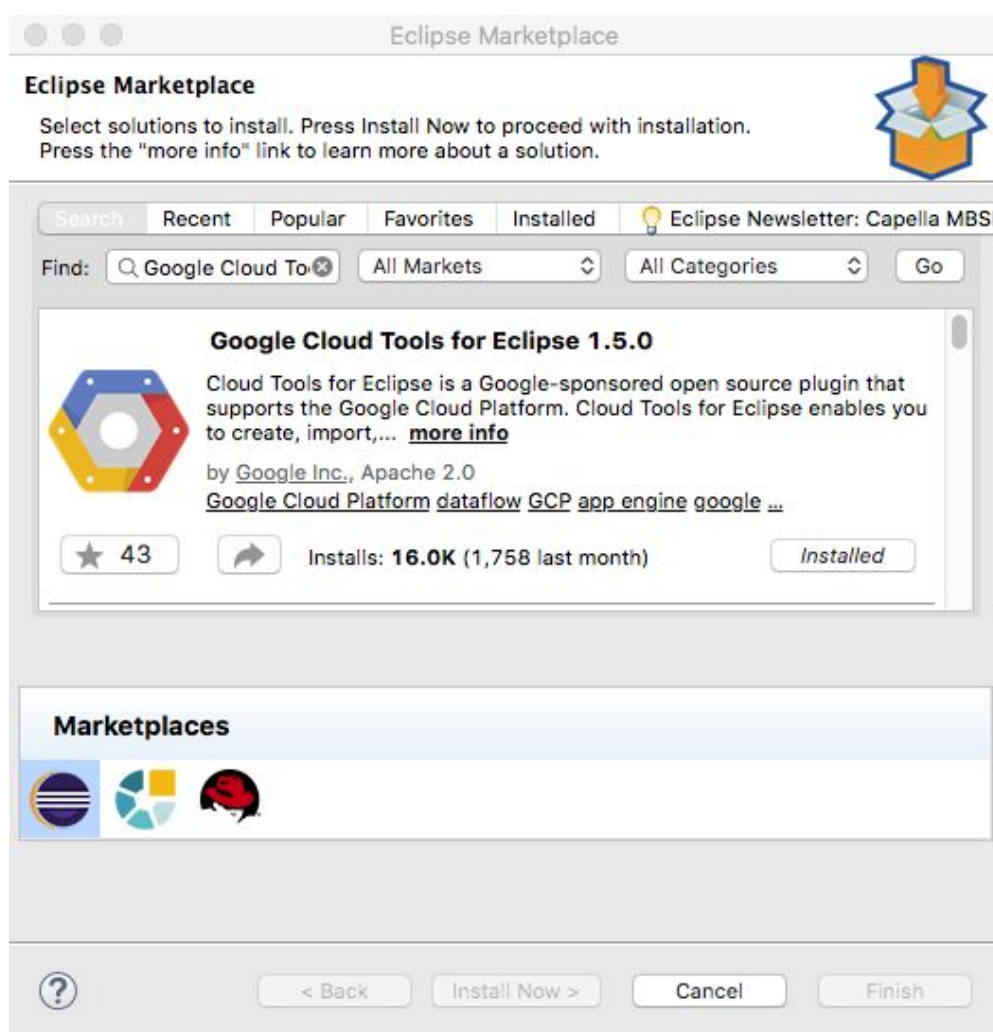 Eclipse Marketplace
Eclipse Marketplace
Select solutions to install. Press Install Now to proceed with installation.
Press the "more info" link to learn more about a solution.
Search Recent Popular Favorites Installed Eclipse Newsletter: Capella MBS
Find: Google Cloud To All Markets All Categories Go
Google Cloud Tools for Eclipse 1.5.0
Cloud Tools for Eclipse is a Google-sponsored open source plugin that
supports the Google Cloud Platform. Cloud Tools for Eclipse enables you
to create, import,... more info
by Google Inc., Apache 2.0
Google Cloud Platform dataflow GCP app engine google ...
43 Installs: 16.0K (1,758 last month) Installed
Marketplaces
? < Back Install Now > Cancel Finish